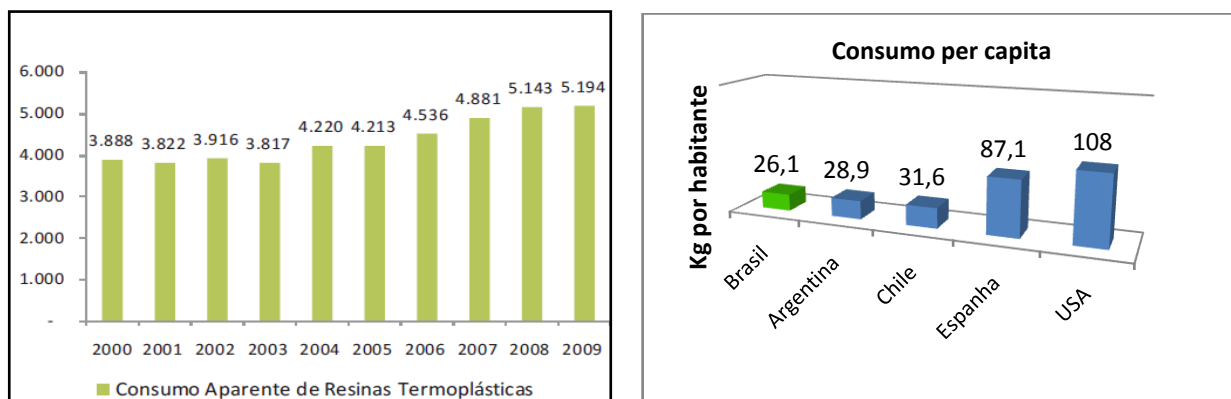 6.000
5.000
4.000
3.000
2.000
1.000
-
3.888
3.822
3.916
3.817
4.220
4.213
4.536
4.881
5.143
5.194
2000 2001 2002 2003 2004 2005 2006 2007 2008 2009
Consumo Aparente de Resinas Termoplásticas
Consumo per capita
Kg por habitante
26,1
28,9
31,6
87,1
108
Brasil
Argentina
Chile
Espanha
USA